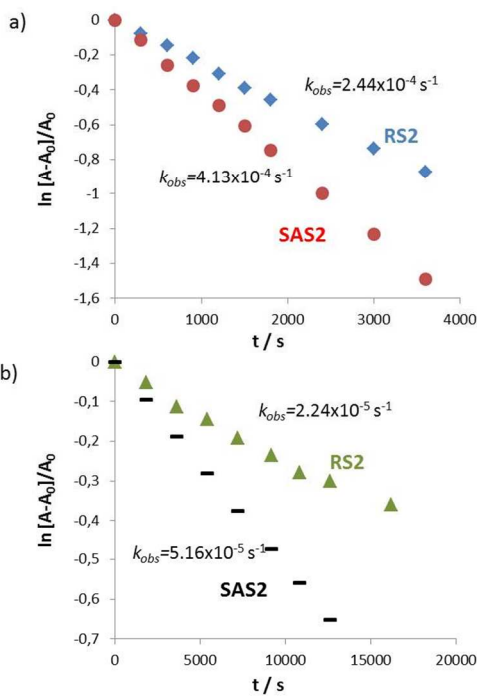 a)
0
-0,2
-0,4
-0,6
-0,8
-1
-1,2
-1,4
-1,6
ln [A-A₀]/A₀
kobs=2.44x10⁻⁴ s⁻¹
RS2
kobs=4.13x10⁻⁴ s⁻¹
SAS2
0 1000 2000 3000 4000
t / s
b)
0
-0,1
-0,2
-0,3
-0,4
-0,5
-0,6
-0,7
ln [A-A₀]/A₀
kobs=2.24x10⁻⁵ s⁻¹
RS2
kobs=5.16x10⁻⁵ s⁻¹
SAS2
0 5000 10000 15000 20000
t / s